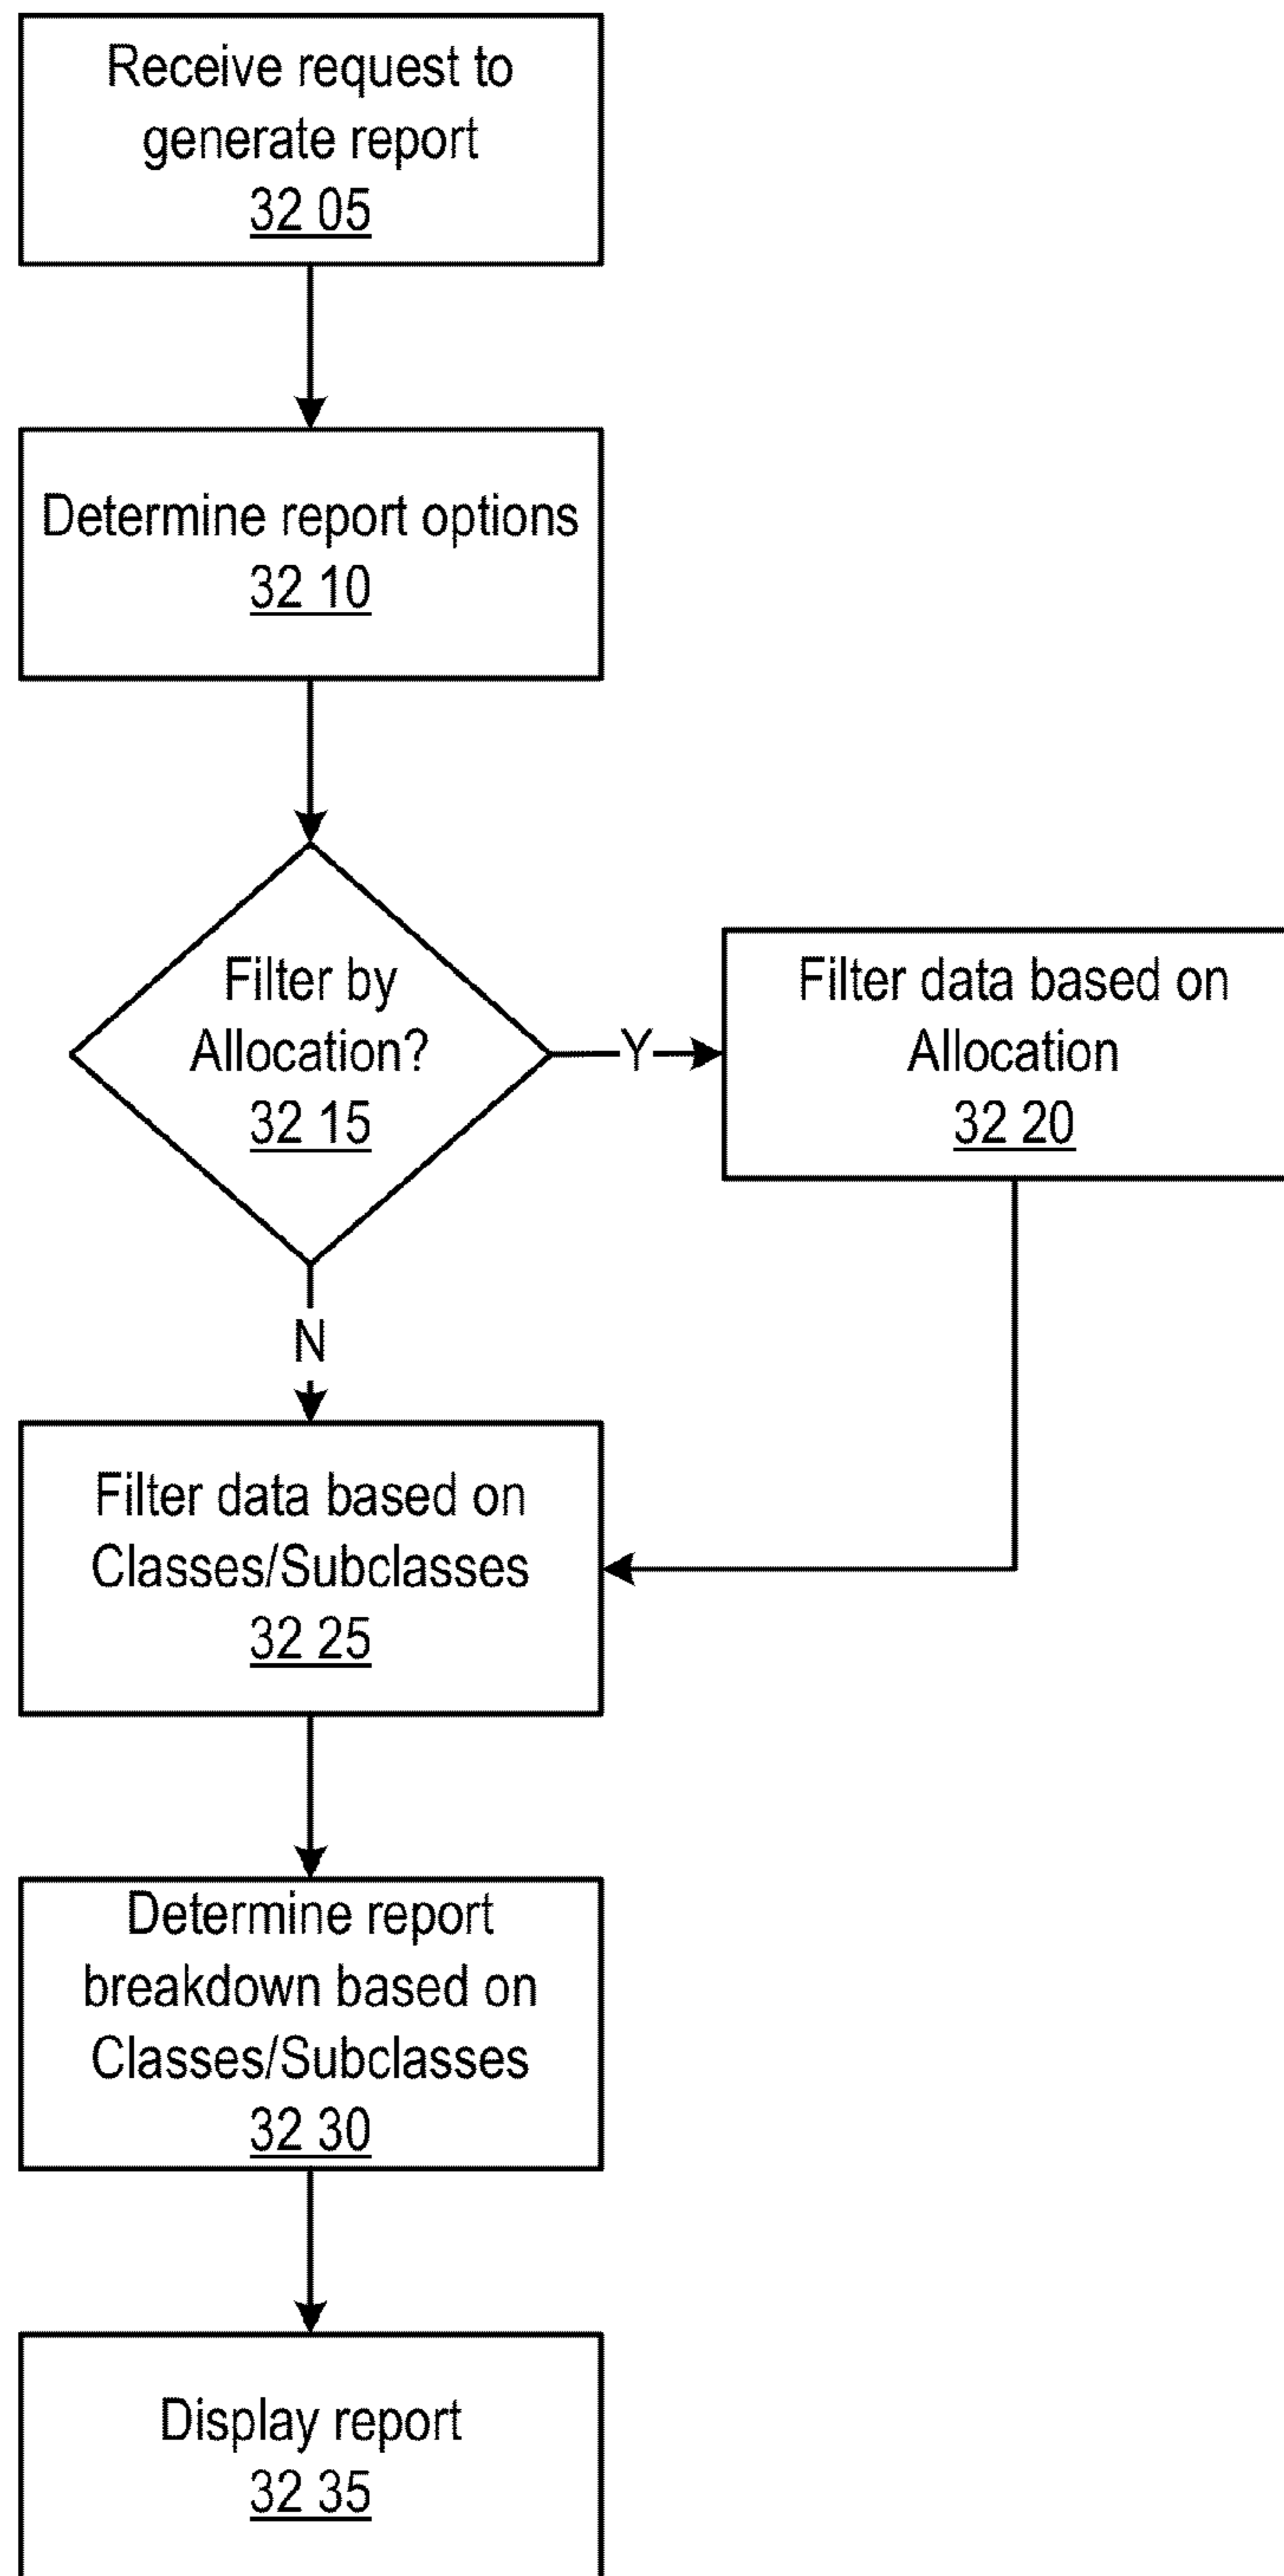 Receive request to
generate report
32 05
Determine report options
32 10
Filter by
Allocation?
32 15
Y
Filter data based on
Allocation
32 20
N
Filter data based on
Classes/Subclasses
32 25
Determine report
breakdown based on
Classes/Subclasses
32 30
Display report
32 35